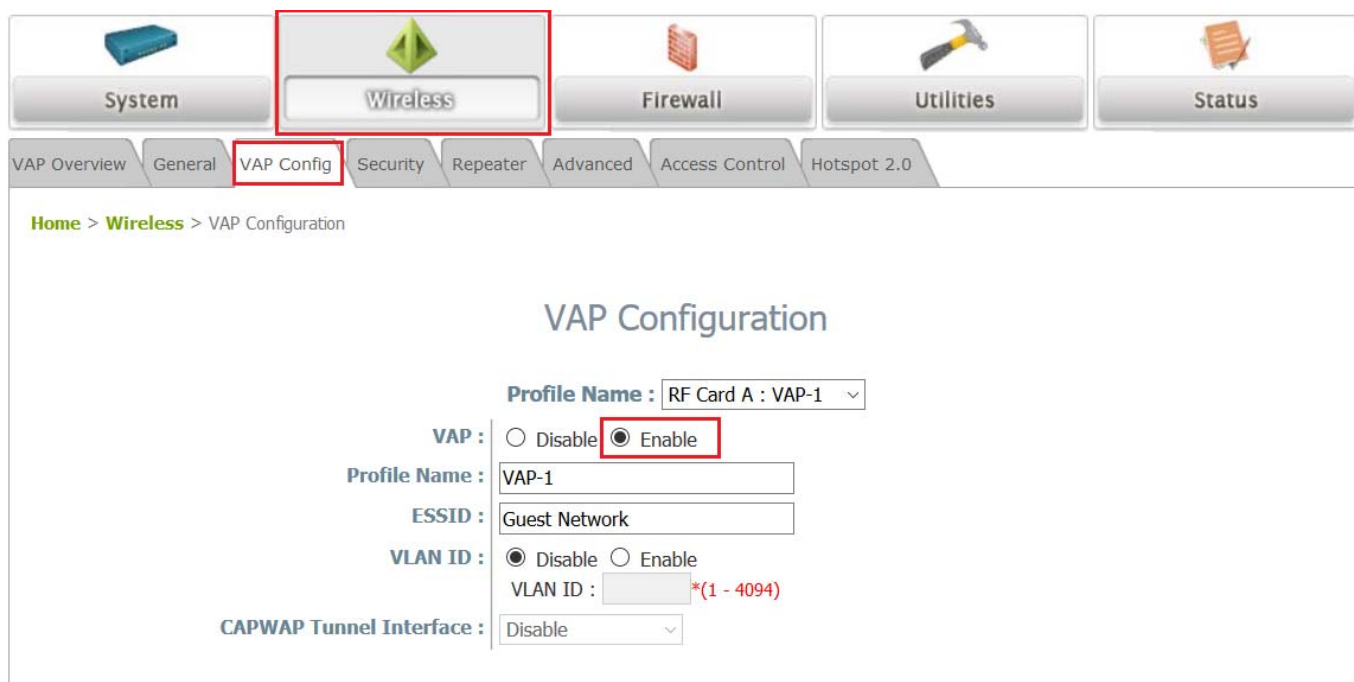 System Wireless Firewall Utilities Status
VAP Overview General VAP Config Security Repeater Advanced Access Control Hotspot 2.0
Home > Wireless > VAP Configuration
VAP Configuration
Profile Name : RF Card A : VAP-1
VAP : Disable Enable
Profile Name : VAP-1
ESSID : Guest Network
VLAN ID : Disable Enable
VLAN ID : *(1 - 4094)
CAPWAP Tunnel Interface : Disable